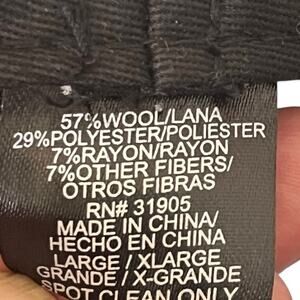 57%WOOL/LANA
29%POLYESTER/POLIESTER
7%RAYON/RAYON
7%OTHER FIBERS/
OTROS FIBRAS
RN# 31905
MADE IN CHINA/
HECHO EN CHINA
LARGE / XLARGE
GRANDE / X-GRANDE
SPOT CLEAN ONLY